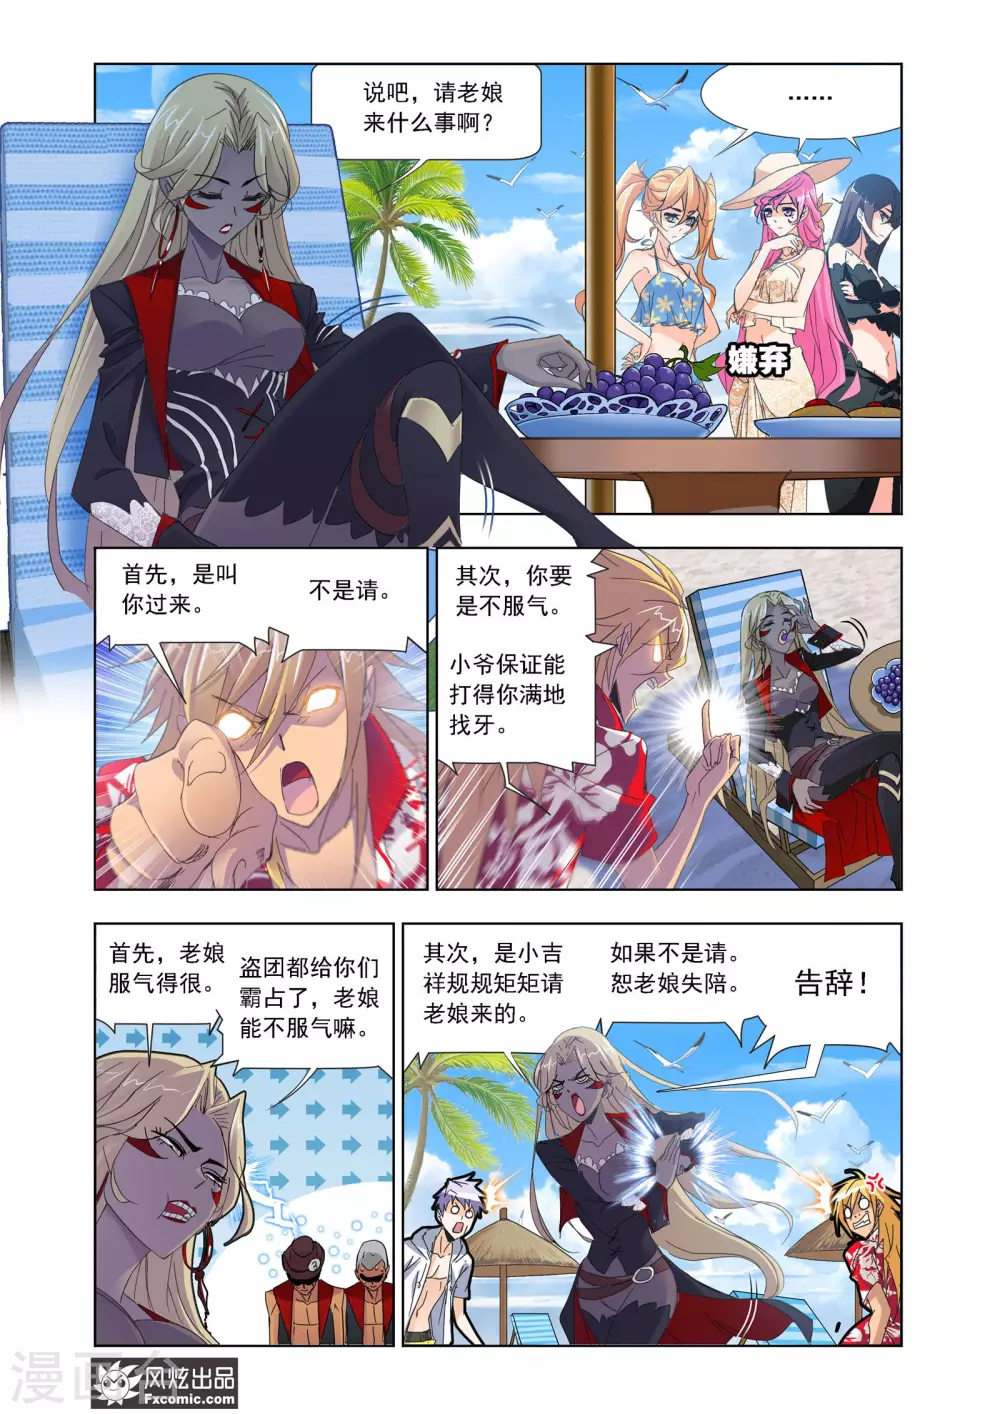 说吧，请老娘
来什么事啊？
……
嫌弃
首先，是叫
你过来。
不是请。
其次，你要
是不服气。
小爷保证能
打得你满地
找牙。
首先，老娘
服气得很。
盗团都给你们
霸占了，老娘
能不服气嘛。
其次，是小吉
祥规规矩矩请
老娘来的。
如果不是请。
恕老娘失陪。
告辞！
漫画台
风炫出品
Fxcomic.com